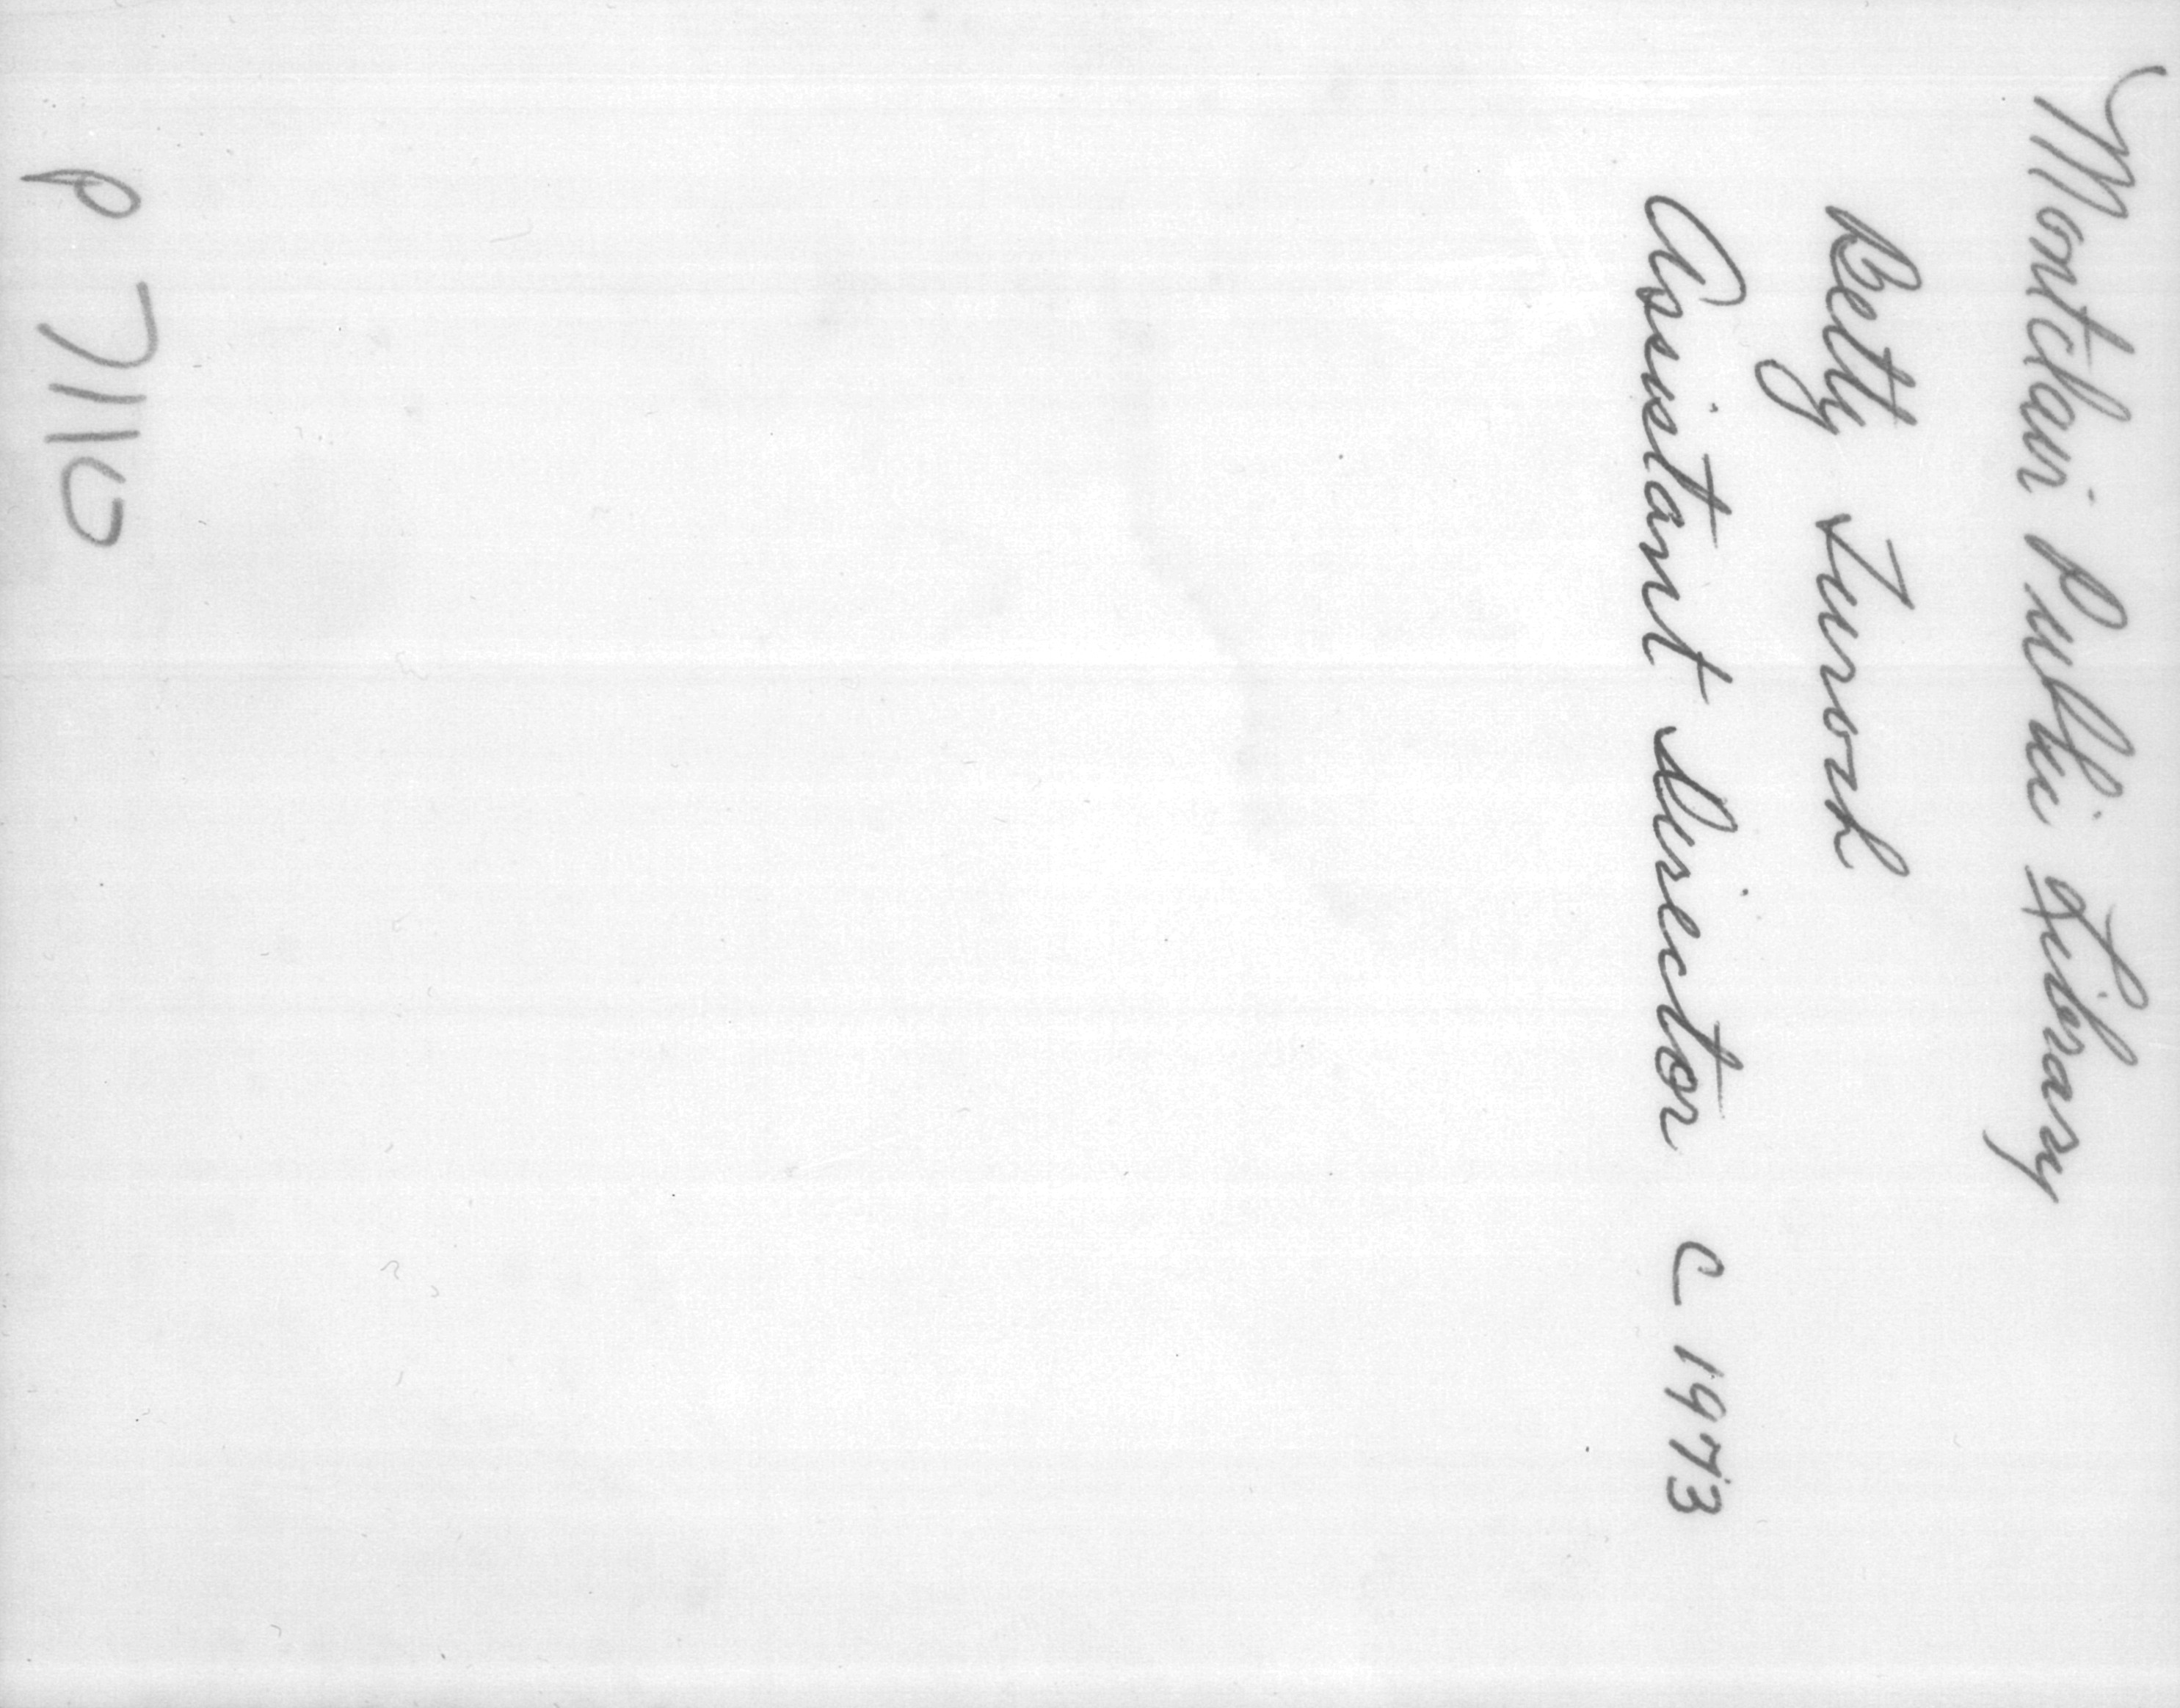 Montclair Public Library
Betty Turock
Assistant Director c 1973
P 7110